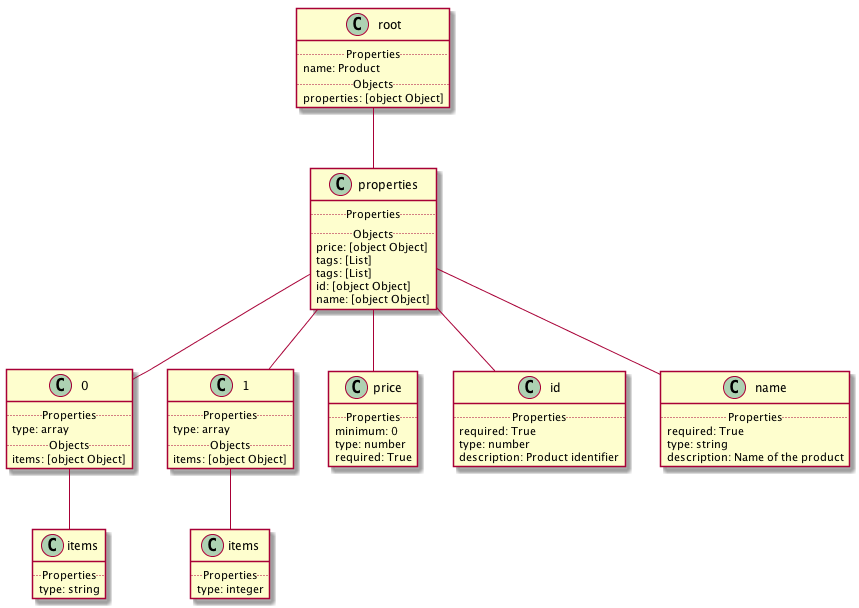 C root
Properties
name: Product
Objects
properties: [object Object]
C properties
Properties
Objects
price: [object Object]
tags: [List]
tags: [List]
id: [object Object]
name: [object Object]
C 0
Properties
type: array
Objects
items: [object Object]
C 1
Properties
type: array
Objects
items: [object Object]
C price
Properties
minimum: 0
type: number
required: True
C id
Properties
required: True
type: number
description: Product identifier
C name
Properties
required: True
type: string
description: Name of the product
C items
Properties
type: string
C items
Properties
type: integer